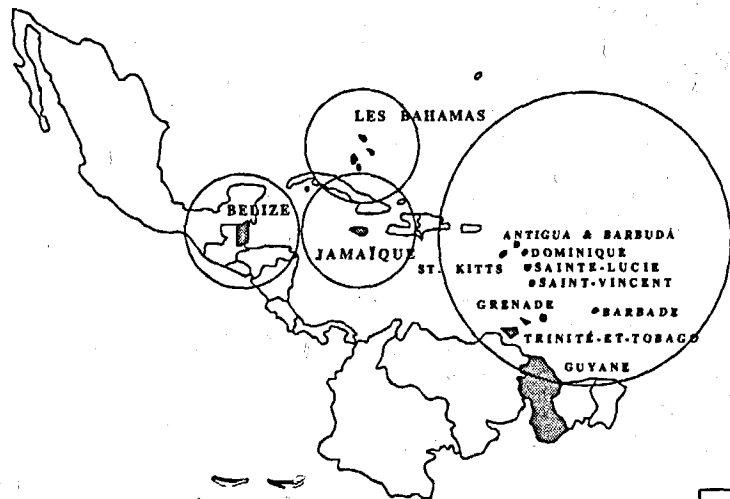 LES BAHAMAS
BELIZE
JAMAÏQUE
ANTIGUA & BARBUDA
DOMINIQUE
ST. KITTS
SAINTE-LUCIE
SAINT-VINCENT
GRENADE
BARBADE
TRINITÉ-ET-TOBAGO
GUYANE